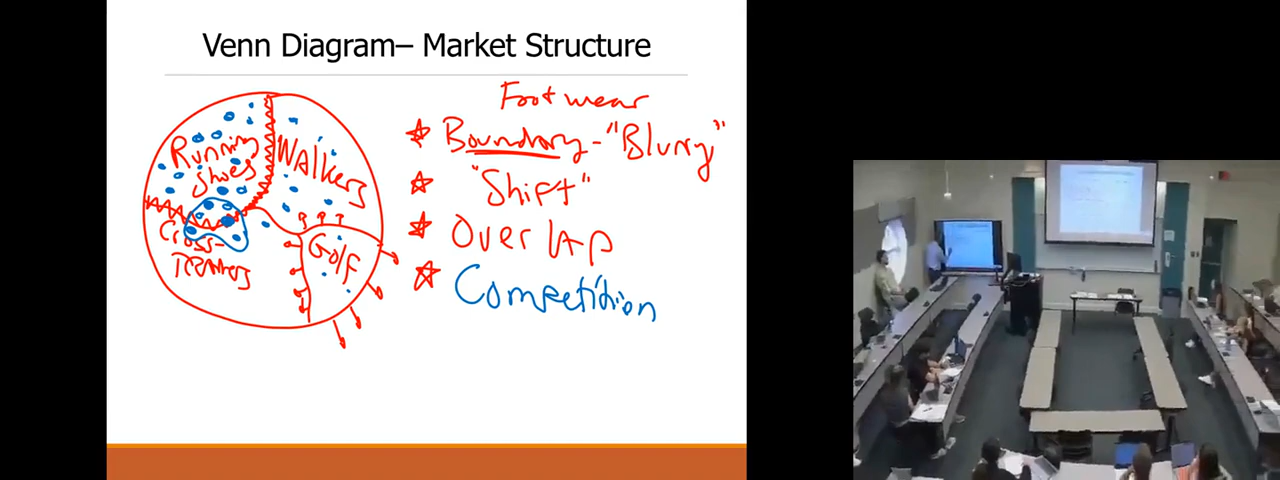 Venn Diagram– Market Structure
Footwear
Boundary - "Blurry"
"Shift"
Overlap
Competition
Running
Shoes
Walkers
Cross-
Trainers
Golf